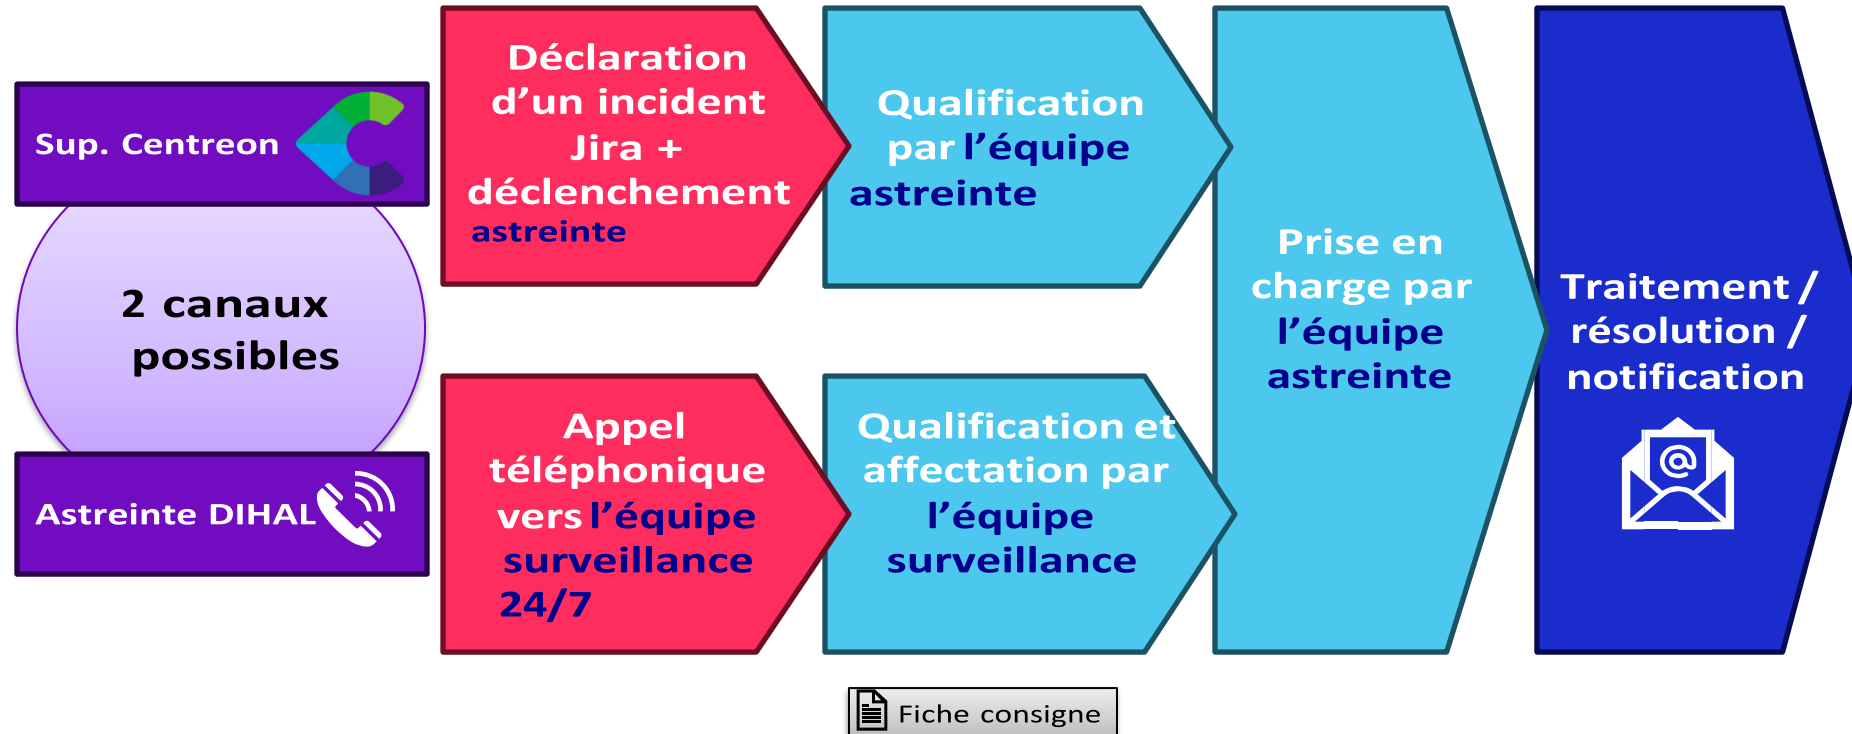 Sup. Centreon
2 canaux
possibles
Astreinte DIHAL
Déclaration
d’un incident
Jira +
déclenchement
astreinte
Qualification
par l’équipe
astreinte
Appel
téléphonique
vers l’équipe
surveillance
24/7
Qualification et
affectation par
l’équipe
surveillance
Prise en
charge par
l’équipe
astreinte
Traitement /
résolution /
notification
@
Fiche consigne